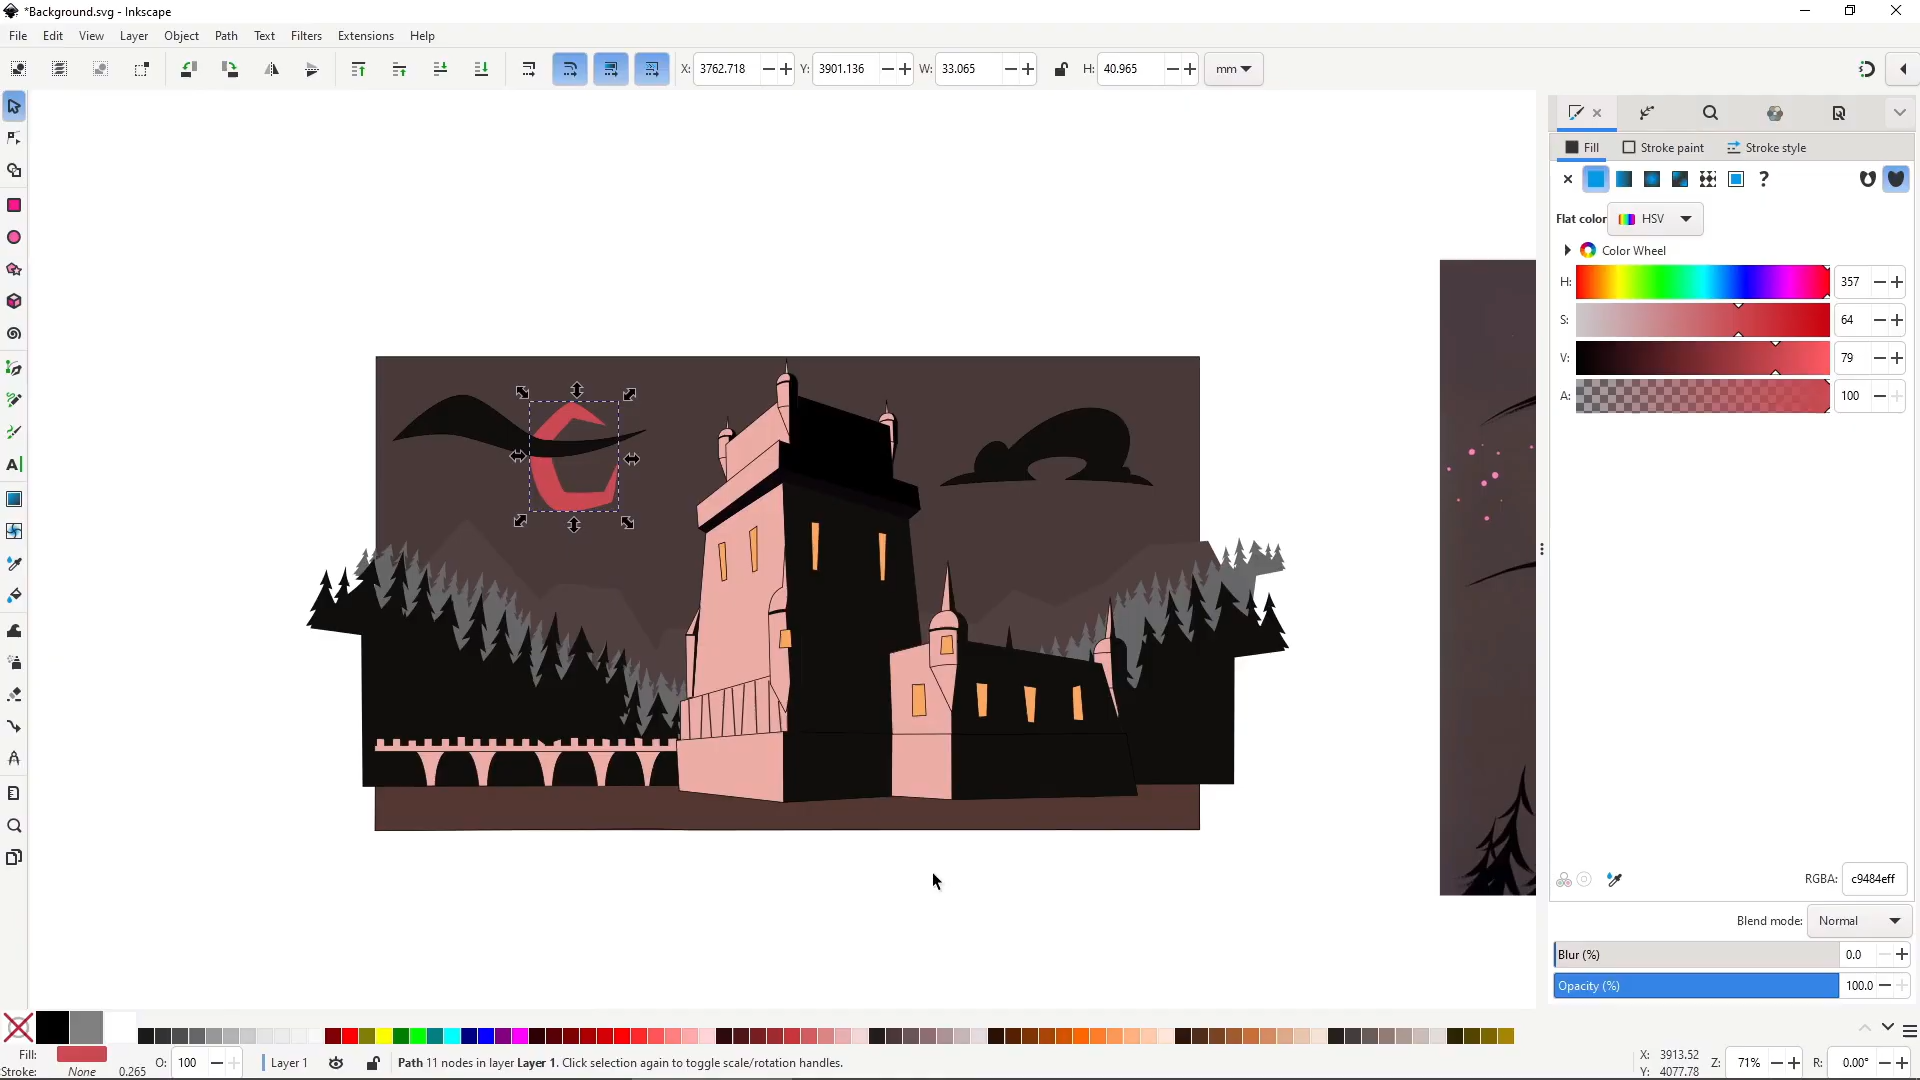 *Background.svg - Inkscape
File Edit View Layer Object Path Text Filters Extensions Help
X: 3762.718 Y: 3901.136 W: 33.065 H: 40.965 mm
Fill Stroke paint Stroke style
Flat color HSV
Color Wheel
H: 357
S: 64
V: 79
A: 100
RGBA: c9484eff
Blend mode: Normal
Blur (%) 0.0
Opacity (%) 100.0
Fill:
Stroke: None 0.265
O: 100
Layer 1
Path 11 nodes in layer Layer 1. Click selection again to toggle scale/rotation handles.
X: 3913.52
Y: 4077.78
Z: 71%
R: 0.00°